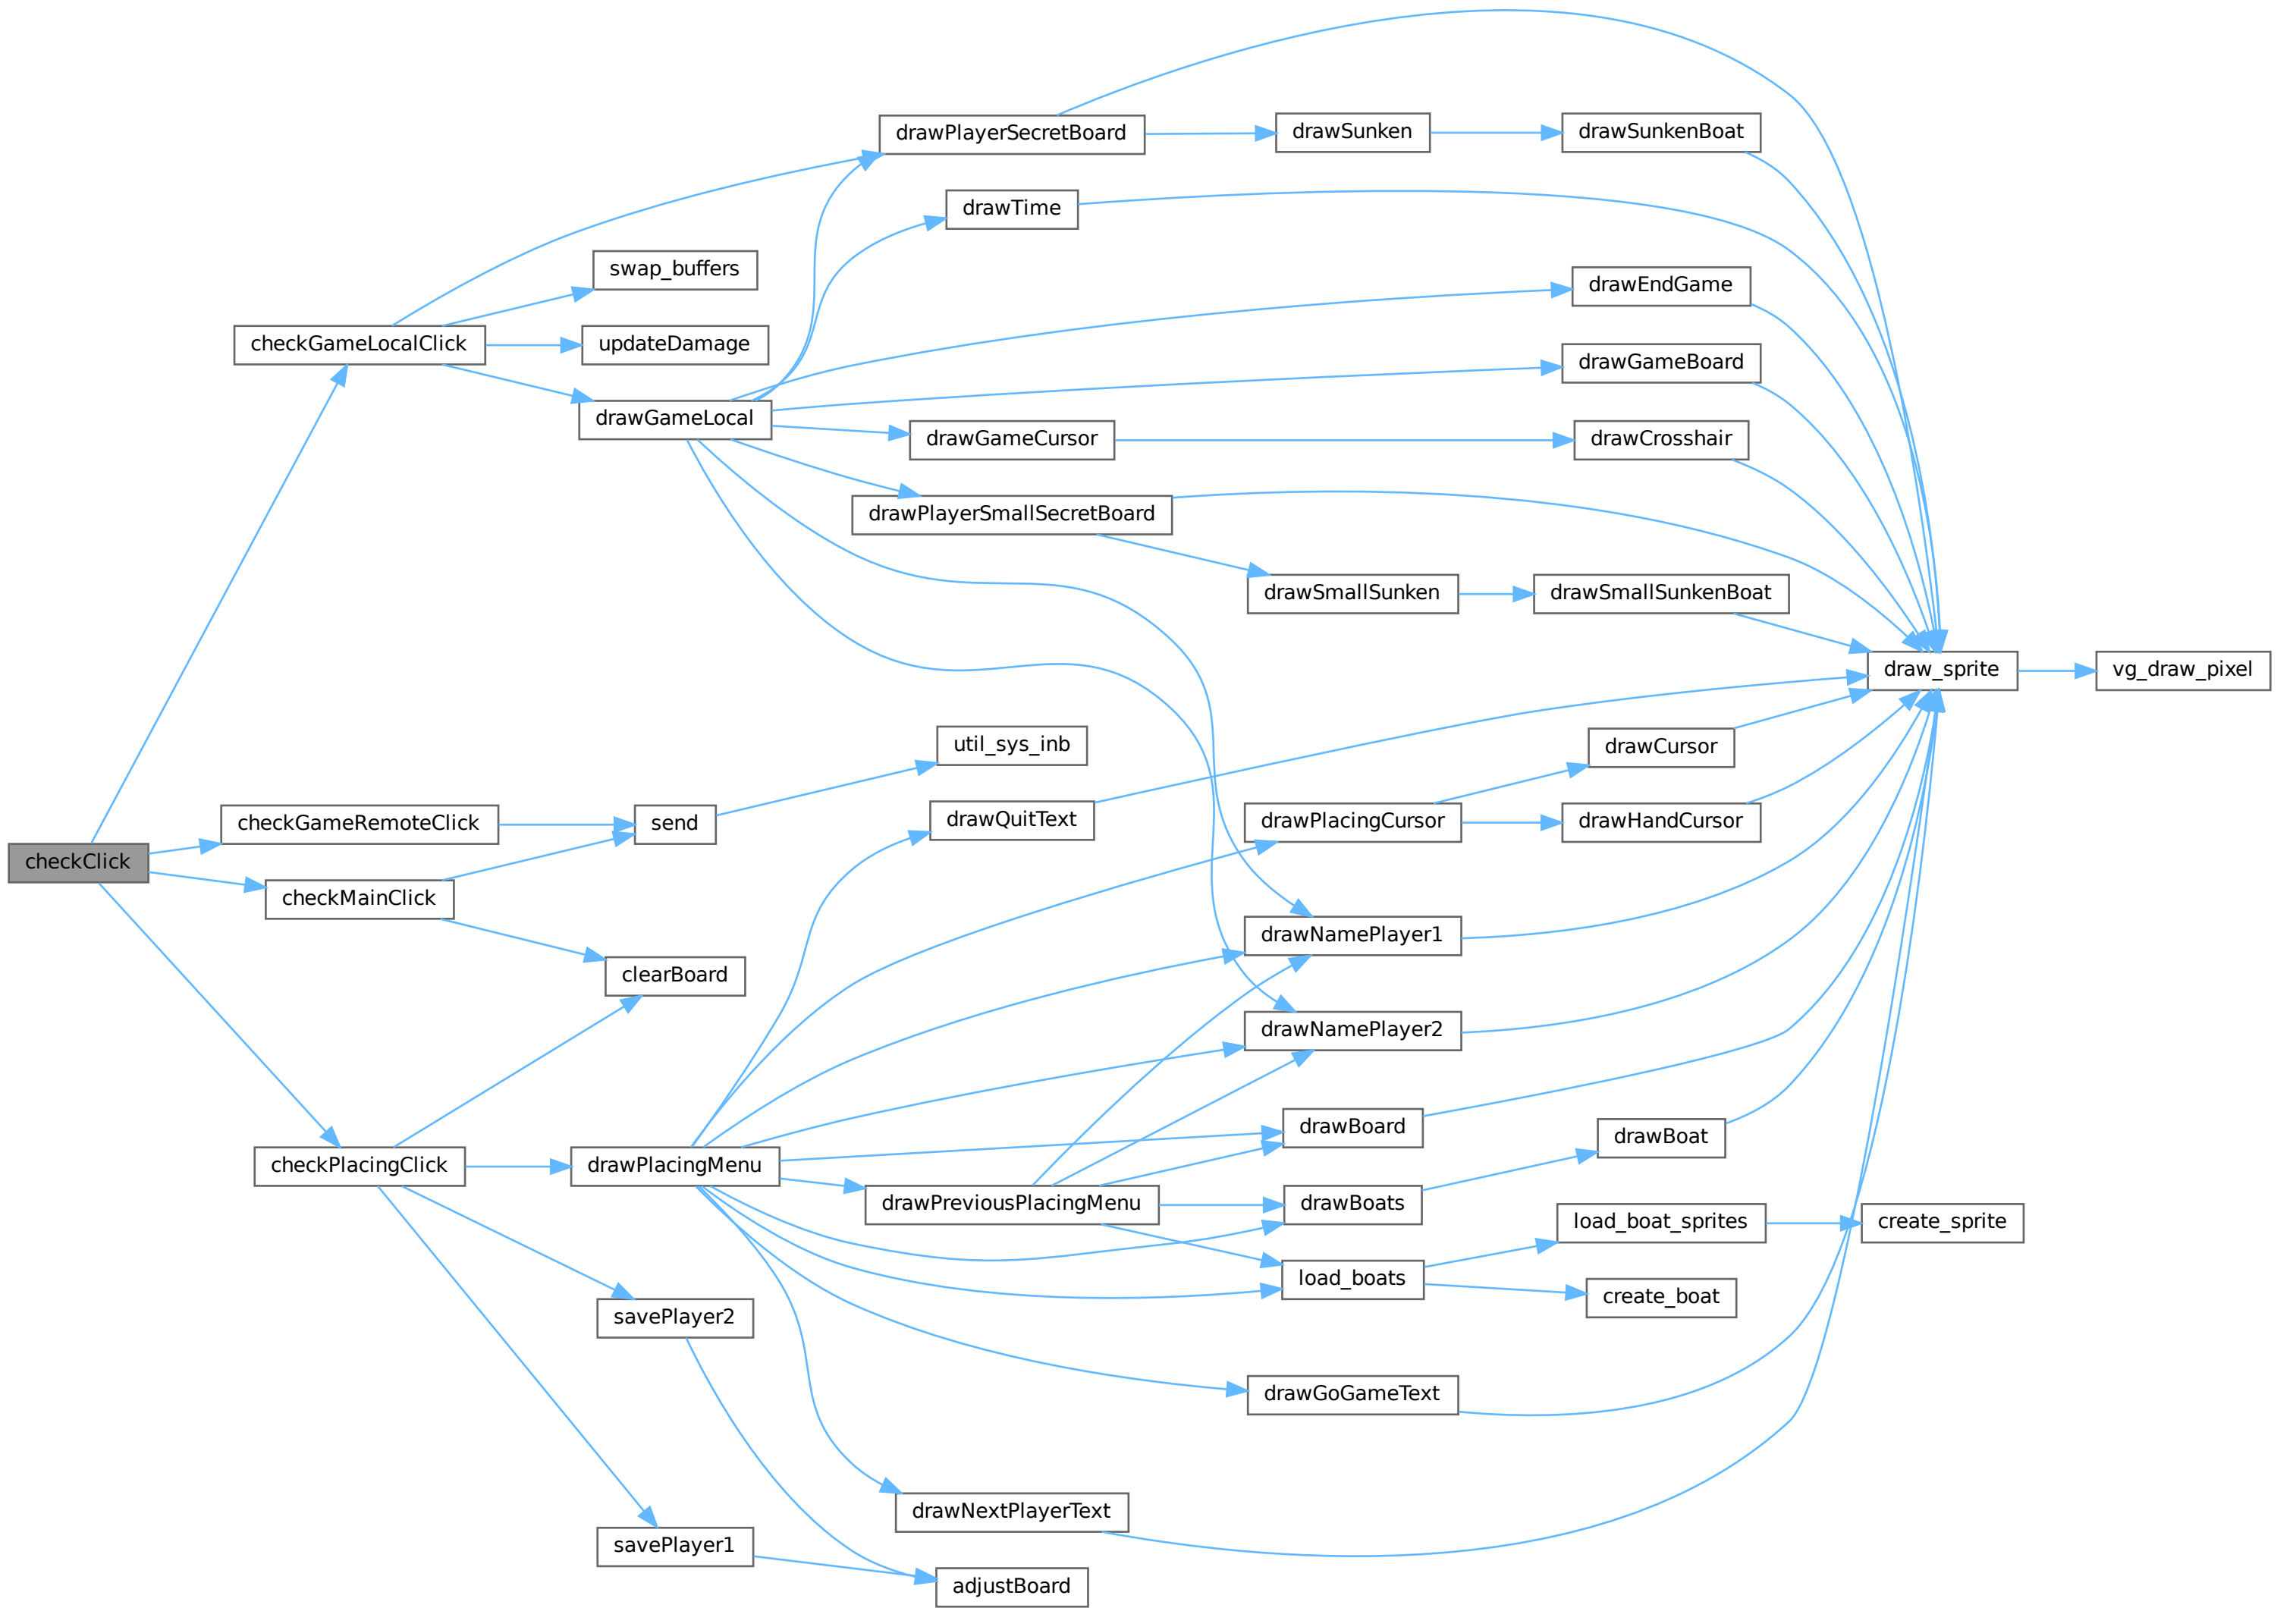 drawPlayerSecretBoard
drawSunken
drawSunkenBoat
drawTime
swap_buffers
drawEndGame
checkGameLocalClick
updateDamage
drawGameBoard
drawGameLocal
drawGameCursor
drawCrosshair
drawPlayerSmallSecretBoard
drawSmallSunken
drawSmallSunkenBoat
draw_sprite
vg_draw_pixel
util_sys_inb
drawCursor
checkGameRemoteClick
send
drawQuitText
drawPlacingCursor
drawHandCursor
checkClick
checkMainClick
drawNamePlayer1
clearBoard
drawNamePlayer2
drawBoard
drawBoat
checkPlacingClick
drawPlacingMenu
drawPreviousPlacingMenu
drawBoats
load_boat_sprites
create_sprite
load_boats
create_boat
savePlayer2
drawGoGameText
drawNextPlayerText
savePlayer1
adjustBoard